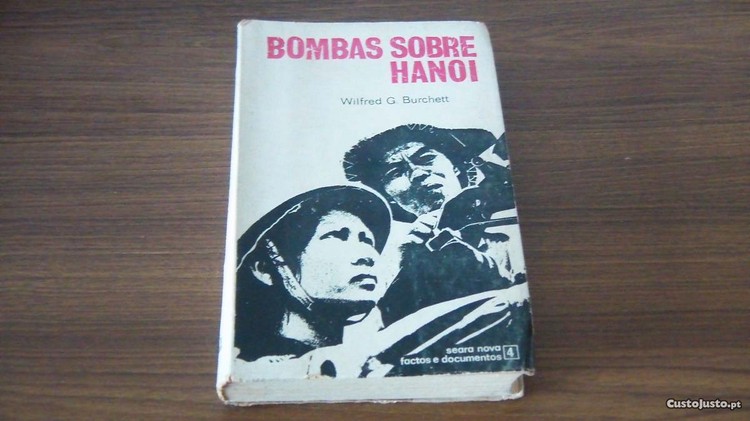 BOMBAS SOBRE
HANOI
Wilfred G. Burchett
seara nova
factos e documentos 4
CustoJusto.pt